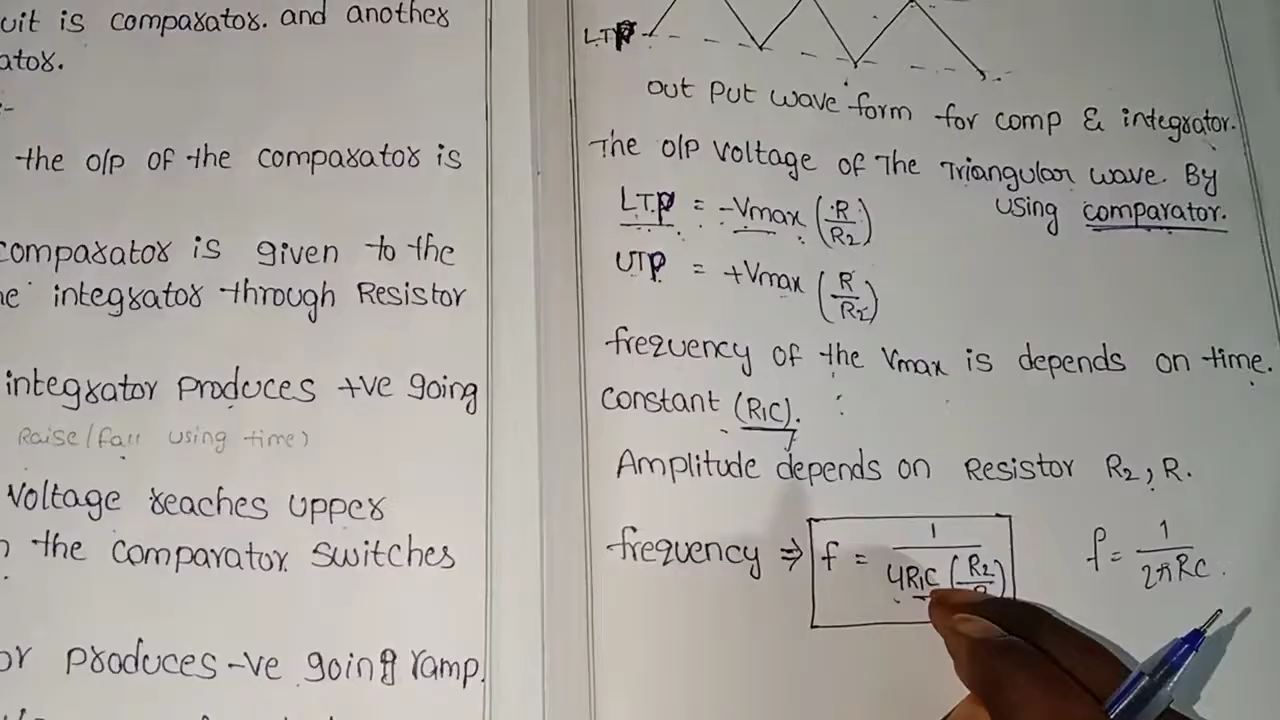 uit is comparator. and another
ator.
:-
the o/p of the comparator is
comparator is given to the
integrator through Resistor
integrator produces +ve going
Raise/fall using time)
Voltage reaches upper
the comparator switches
or produces -ve going ramp.
LTP
out put wave form for comp & integrator.
The o/p voltage of The Triangular wave. By
using comparator.
LTP = -Vmax (R/R2)
UTP = +Vmax (R/R2)
frequency of the Vmax is depends on time.
constant (R1C).
Amplitude depends on Resistor R2, R.
frequency ⇒ f = 1/4R1C (R2/ f = 1/2πRC.